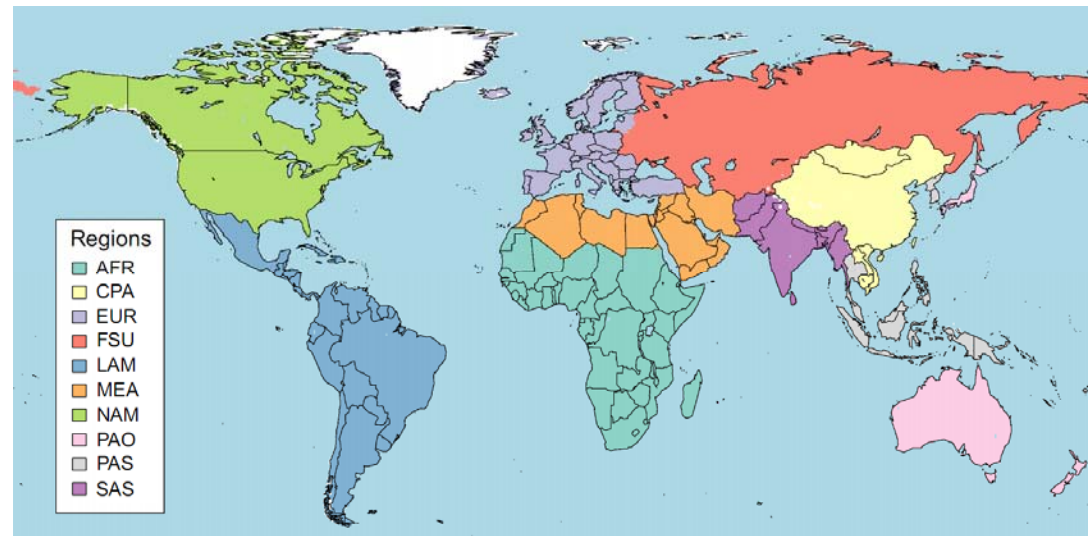 Regions
AFR
CPA
EUR
FSU
LAM
MEA
NAM
PAO
PAS
SAS